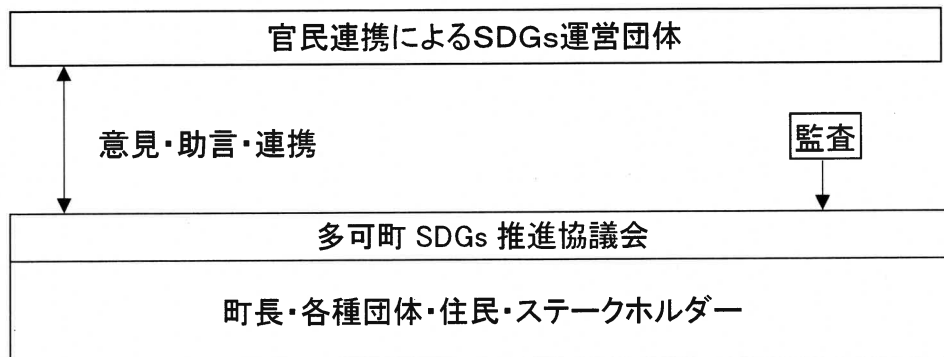 官民連携によるSDGs運営団体
意見・助言・連携
監査
多可町 SDGs 推進協議会
町長・各種団体・住民・ステークホルダー